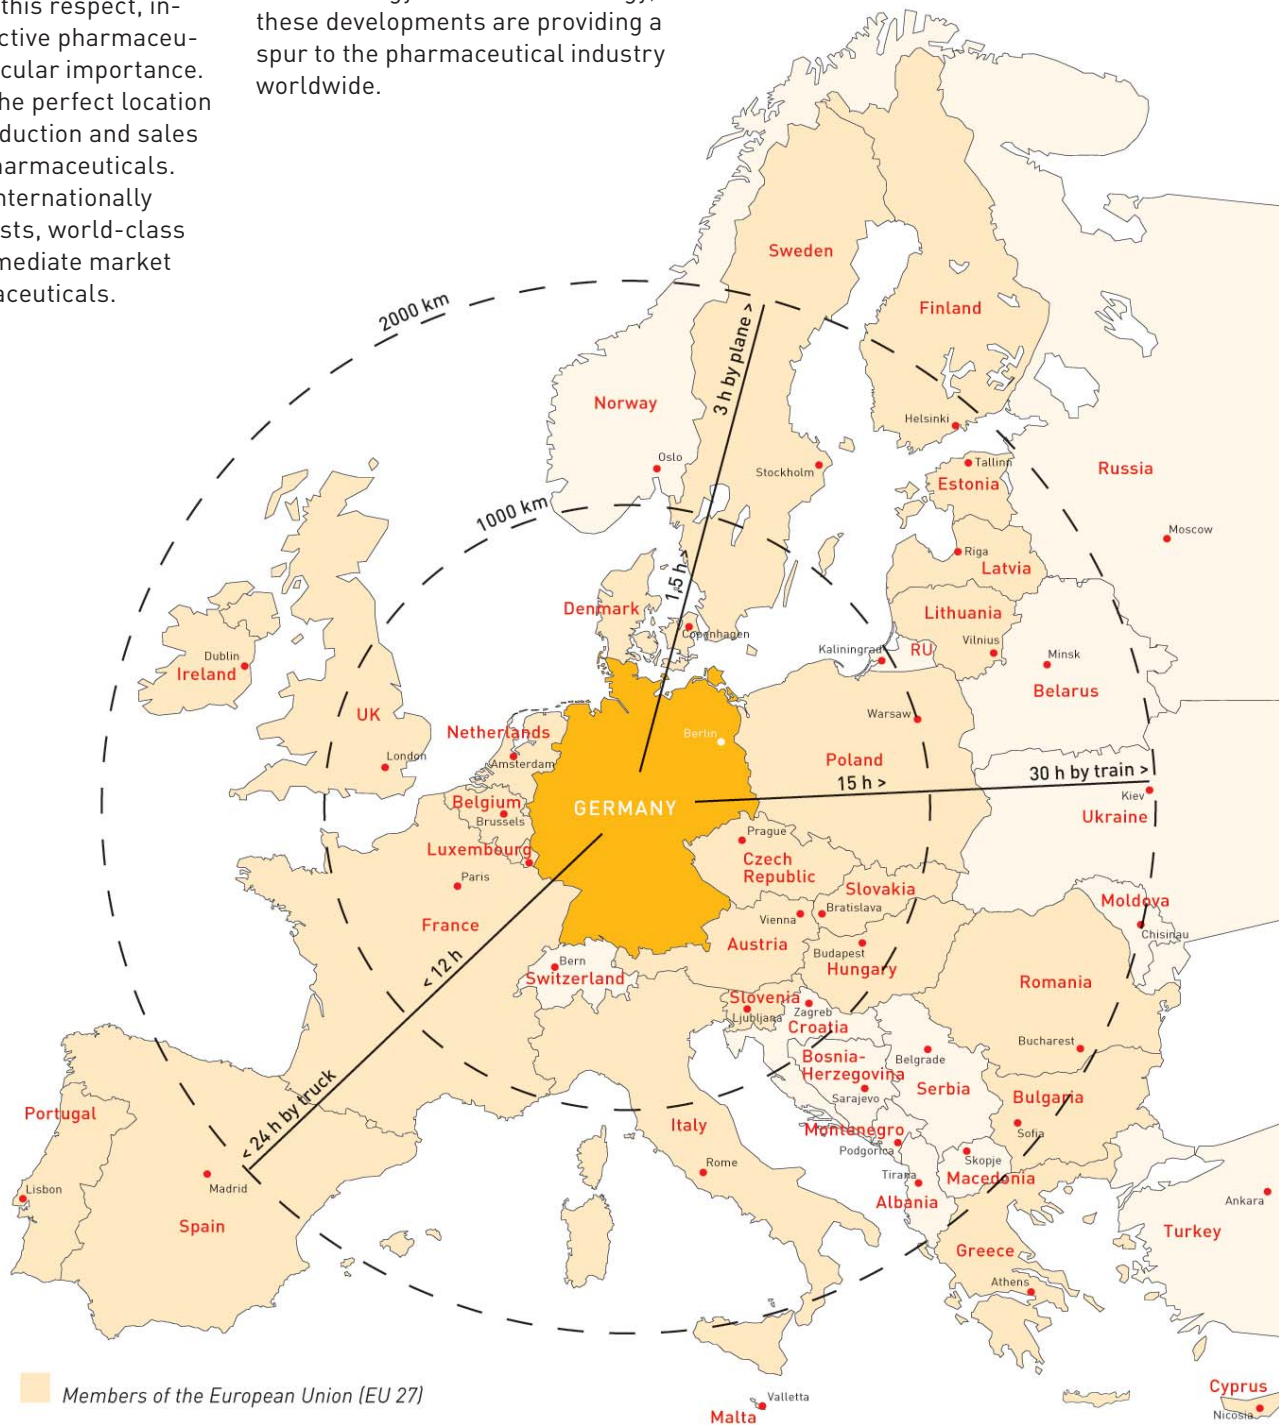 this respect, in-
ctive pharmaceu-
cular importance.
he perfect location
duction and sales
armaceuticals.
nternationally
sts, world-class
mediate market
aceuticals.
these developments are providing a
spur to the pharmaceutical industry
worldwide.
Sweden
2000 km
Finland
3 h by plane >
Norway
Helsinki
Oslo
Stockholm
Tallinn
Estonia
Russia
1000 km
Moscow
Riga
Latvia
1,5 h >
Denmark
Lithuania
Copenhagen
Vilnius
Kaliningrad
RU
Dublin
Ireland
Minsk
Belarus
UK
Warsaw
Netherlands
Berlin
London
Amsterdam
Poland
15 h >
30 h by train >
Kiev
Belgium
GERMANY
Ukraine
Brussels
Prague
Luxembourg
Czech
Republic
Paris
Slovakia
Moldova
Bratislava
Vienna
France
Chisinau
Austria
Budapest
Hungary
Bern
Switzerland
< 12 h
Romania
Slovenia
Ljubljana
Zagreb
Croatia
Bucharest
Bosnia-
Herzegovina
Belgrade
Serbia
Sarajevo
Bulgaria
< 24 h by truck
Portugal
Italy
Montenegro
Sofia
Podgorica
Skopje
Rome
Tirana
Macedonia
Madrid
Lisbon
Albania
Ankara
Spain
Turkey
Greece
Athens
Members of the European Union (EU 27)
Cyprus
Valletta
Malta
Nicosia